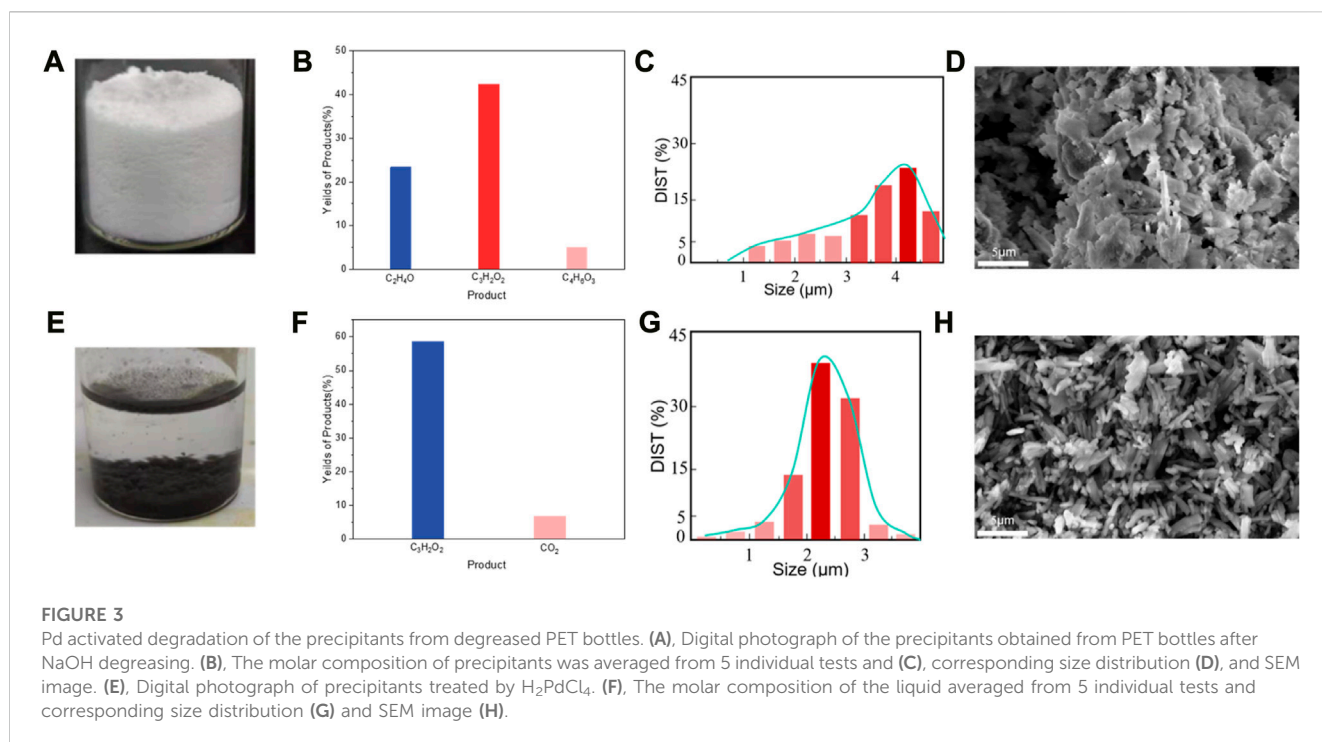 A
B
C
D
50
40
30
20
10
0
Yeilds of Products(%)
C₂H₄O
C₃H₂O₂
C₄H₆O₃
Product
45
30
15
5
0
DIST (%)
1
2
3
4
Size (μm)
5μm
E
F
G
H
60
50
40
30
20
10
0
Yeilds of Products(%)
C₃H₂O₂
CO₂
Product
45
30
15
5
0
DIST (%)
1
2
3
Size (μm)
5μm
FIGURE 3
Pd activated degradation of the precipitants from degreased PET bottles. (A), Digital photograph of the precipitants obtained from PET bottles after
NaOH degreasing. (B), The molar composition of precipitants was averaged from 5 individual tests and (C), corresponding size distribution (D), and SEM
image. (E), Digital photograph of precipitants treated by H₂PdCl₄. (F), The molar composition of the liquid averaged from 5 individual tests and
corresponding size distribution (G) and SEM image (H).